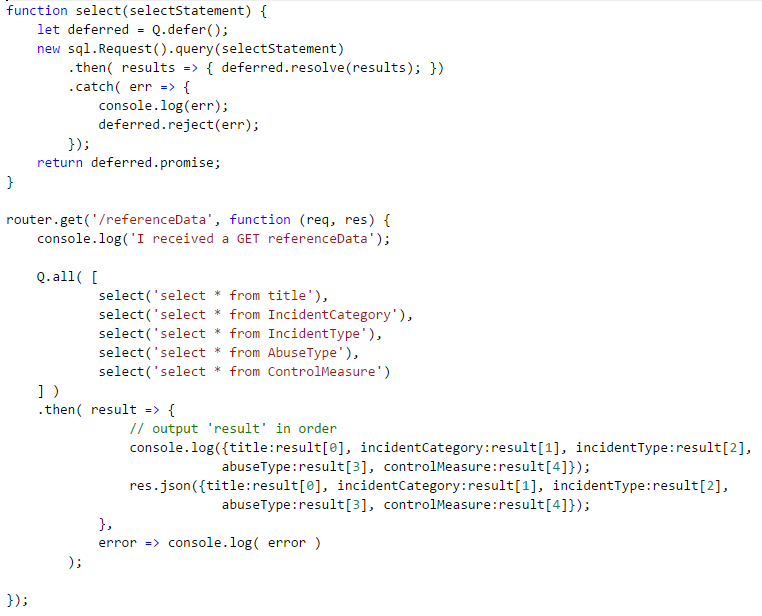 function select(selectStatement) {
    let deferred = Q.defer();
    new sql.Request().query(selectStatement)
        .then( results => { deferred.resolve(results); })
        .catch( err => {
            console.log(err);
            deferred.reject(err);
        });
    return deferred.promise;
}

router.get('/referenceData', function (req, res) {
    console.log('I received a GET referenceData');

    Q.all( [
            select('select * from title'),
            select('select * from IncidentCategory'),
            select('select * from IncidentType'),
            select('select * from AbuseType'),
            select('select * from ControlMeasure')
    ] )
    .then( result => {
                // output 'result' in order
                console.log({title:result[0], incidentCategory:result[1], incidentType:result[2],
                            abuseType:result[3], controlMeasure:result[4]});
                res.json({title:result[0], incidentCategory:result[1], incidentType:result[2],
                            abuseType:result[3], controlMeasure:result[4]});
            },
            error => console.log( error )
        );

});